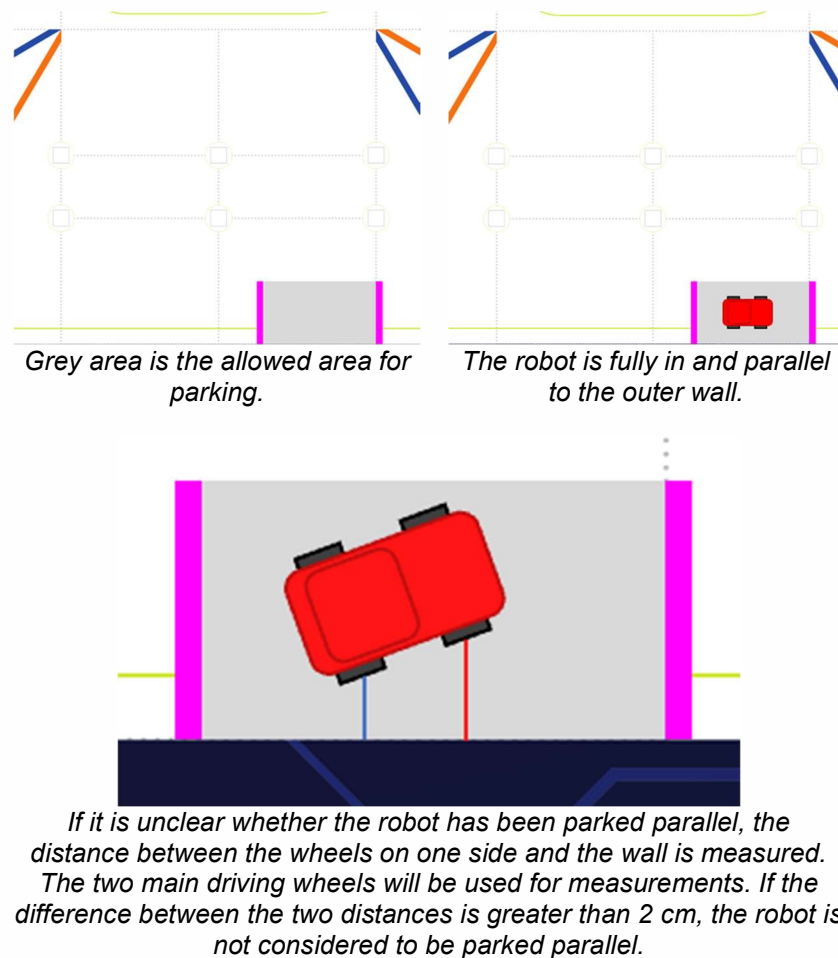 Grey area is the allowed area for
parking.
The robot is fully in and parallel
to the outer wall.
If it is unclear whether the robot has been parked parallel, the
distance between the wheels on one side and the wall is measured.
The two main driving wheels will be used for measurements. If the
difference between the two distances is greater than 2 cm, the robot is
not considered to be parked parallel.